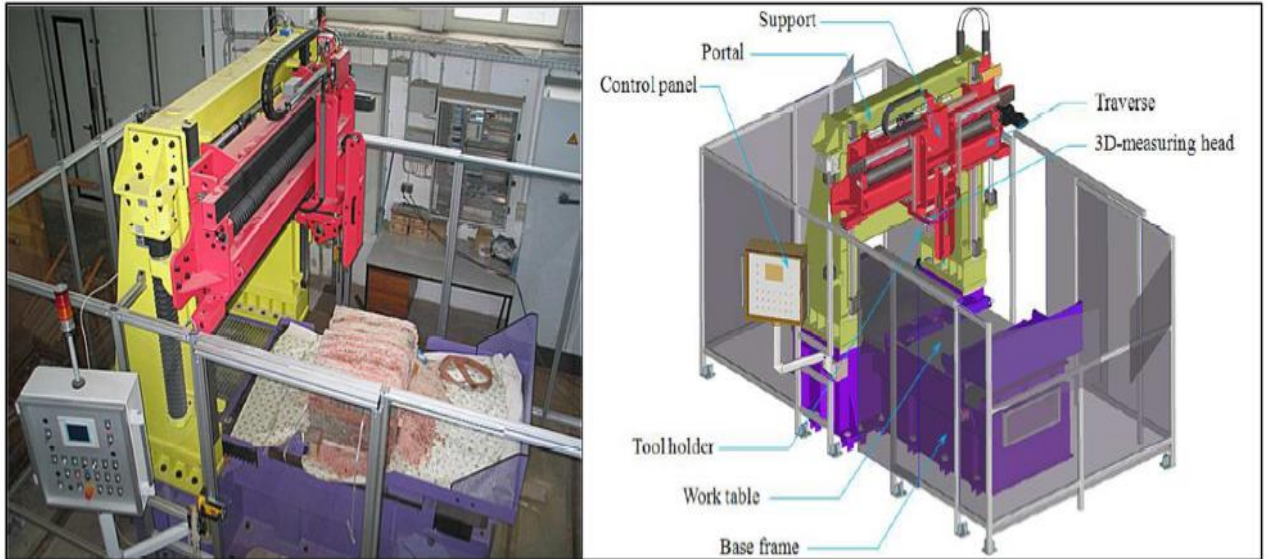 Support
Portal
Control panel
Traverse
3D-measuring head
Tool holder
Work table
Base frame